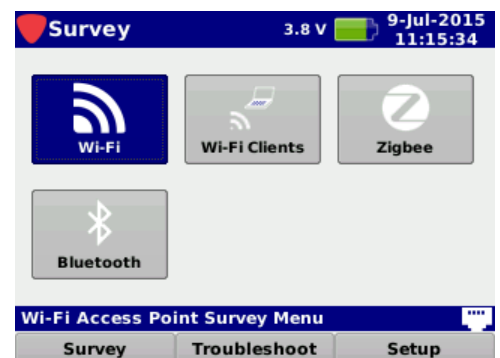 Survey
3.8 V
9-Jul-2015
11:15:34
Wi-Fi
Wi-Fi Clients
Zigbee
Bluetooth
Wi-Fi Access Point Survey Menu
Survey
Troubleshoot
Setup